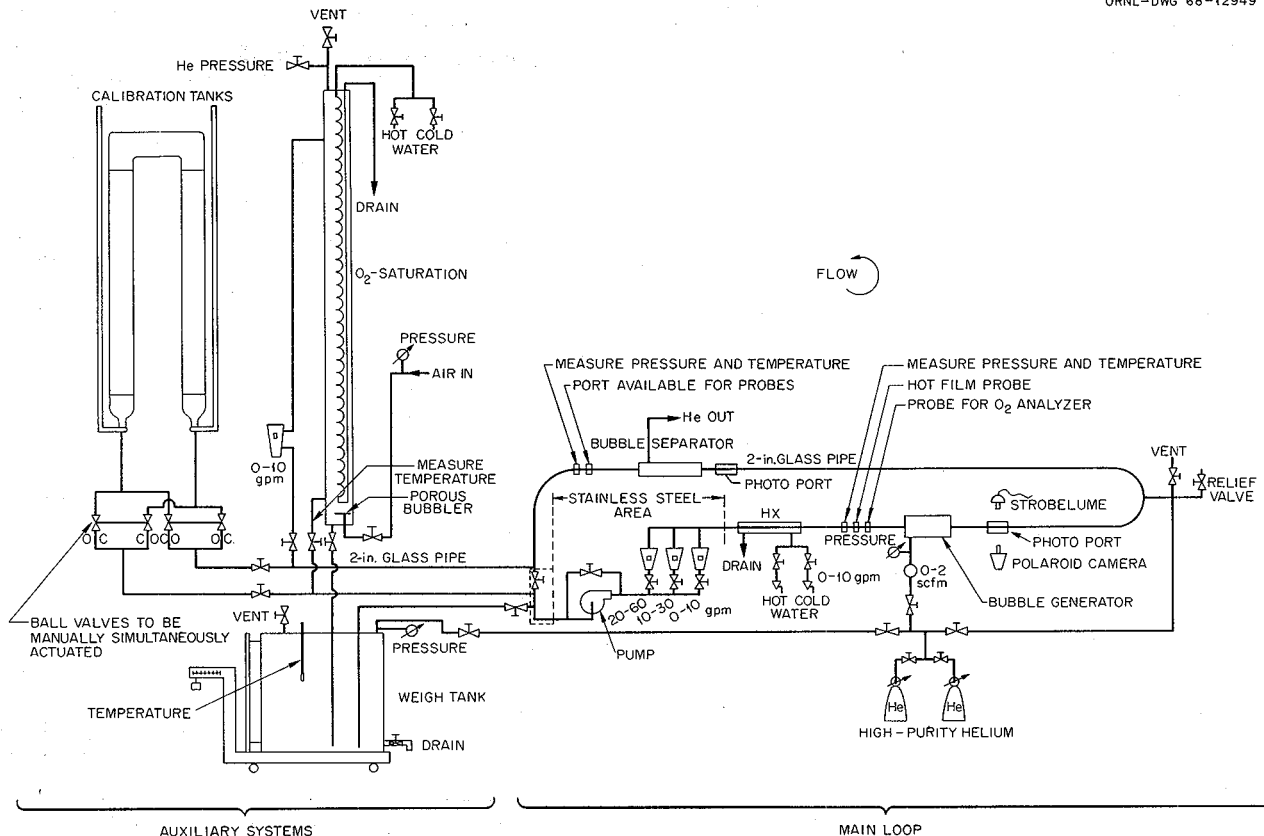 ORNL-DWG 68-12949
VENT
He PRESSURE
CALIBRATION TANKS
HOT COLD
WATER
DRAIN
O₂-SATURATION
FLOW
PRESSURE
AIR IN
MEASURE PRESSURE AND TEMPERATURE
PORT AVAILABLE FOR PROBES
He OUT
BUBBLE SEPARATOR
2-in. GLASS PIPE
PHOTO PORT
MEASURE PRESSURE AND TEMPERATURE
HOT FILM PROBE
PROBE FOR O₂ ANALYZER
VENT
RELIEF
VALVE
STROBELUME
0-10
gpm
MEASURE
TEMPERATURE
POROUS
BUBBLER
STAINLESS STEEL
AREA
HX
PRESSURE
PHOTO PORT
POLAROID CAMERA
O C C O O O O C.
2-in. GLASS PIPE
DRAIN
0-10 gpm
HOT COLD
WATER
0-2
scfm
BUBBLE GENERATOR
20-60
10-30
0-10
gpm
PUMP
BALL VALVES TO BE
MANUALLY SIMULTANEOUSLY
ACTUATED
VENT
PRESSURE
TEMPERATURE
WEIGH TANK
DRAIN
He He
HIGH-PURITY HELIUM
AUXILIARY SYSTEMS
MAIN LOOP